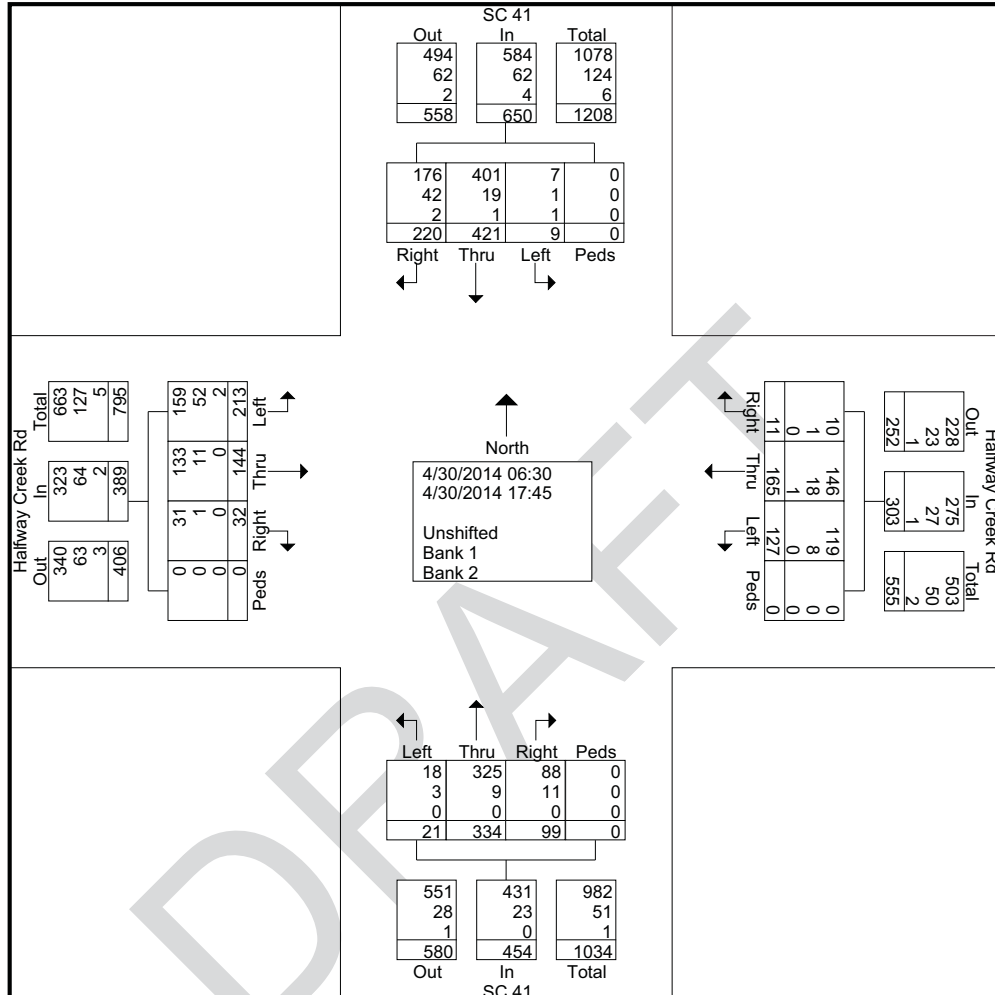 SC 41
Out In Total
494 584 1078
62 62 124
2 4 6
558 650 1208
176 401 7 0
42 19 1 0
2 1 1 0
220 421 9 0
Right Thru Left Peds
Halfway Creek Rd
Total In Out
663 323 340
127 64 63
5 2 3
795 389 406
159 133 31 0
52 11 1 0
2 0 0 0
213 144 32 0
Left Thru Right Peds
North
4/30/2014 06:30
4/30/2014 17:45
Unshifted
Bank 1
Bank 2
Right Thru Left Peds
11 165 127 0
0 1 0 0
1 18 8 0
10 146 119 0
Halfway Creek Rd
Out In Total
228 275 503
23 27 50
1 1 2
252 303 555
Left Thru Right Peds
18 325 88 0
3 9 11 0
0 0 0 0
21 334 99 0
551 431 982
28 23 51
1 0 1
580 454 1034
Out In Total
SC 41
DRAFT